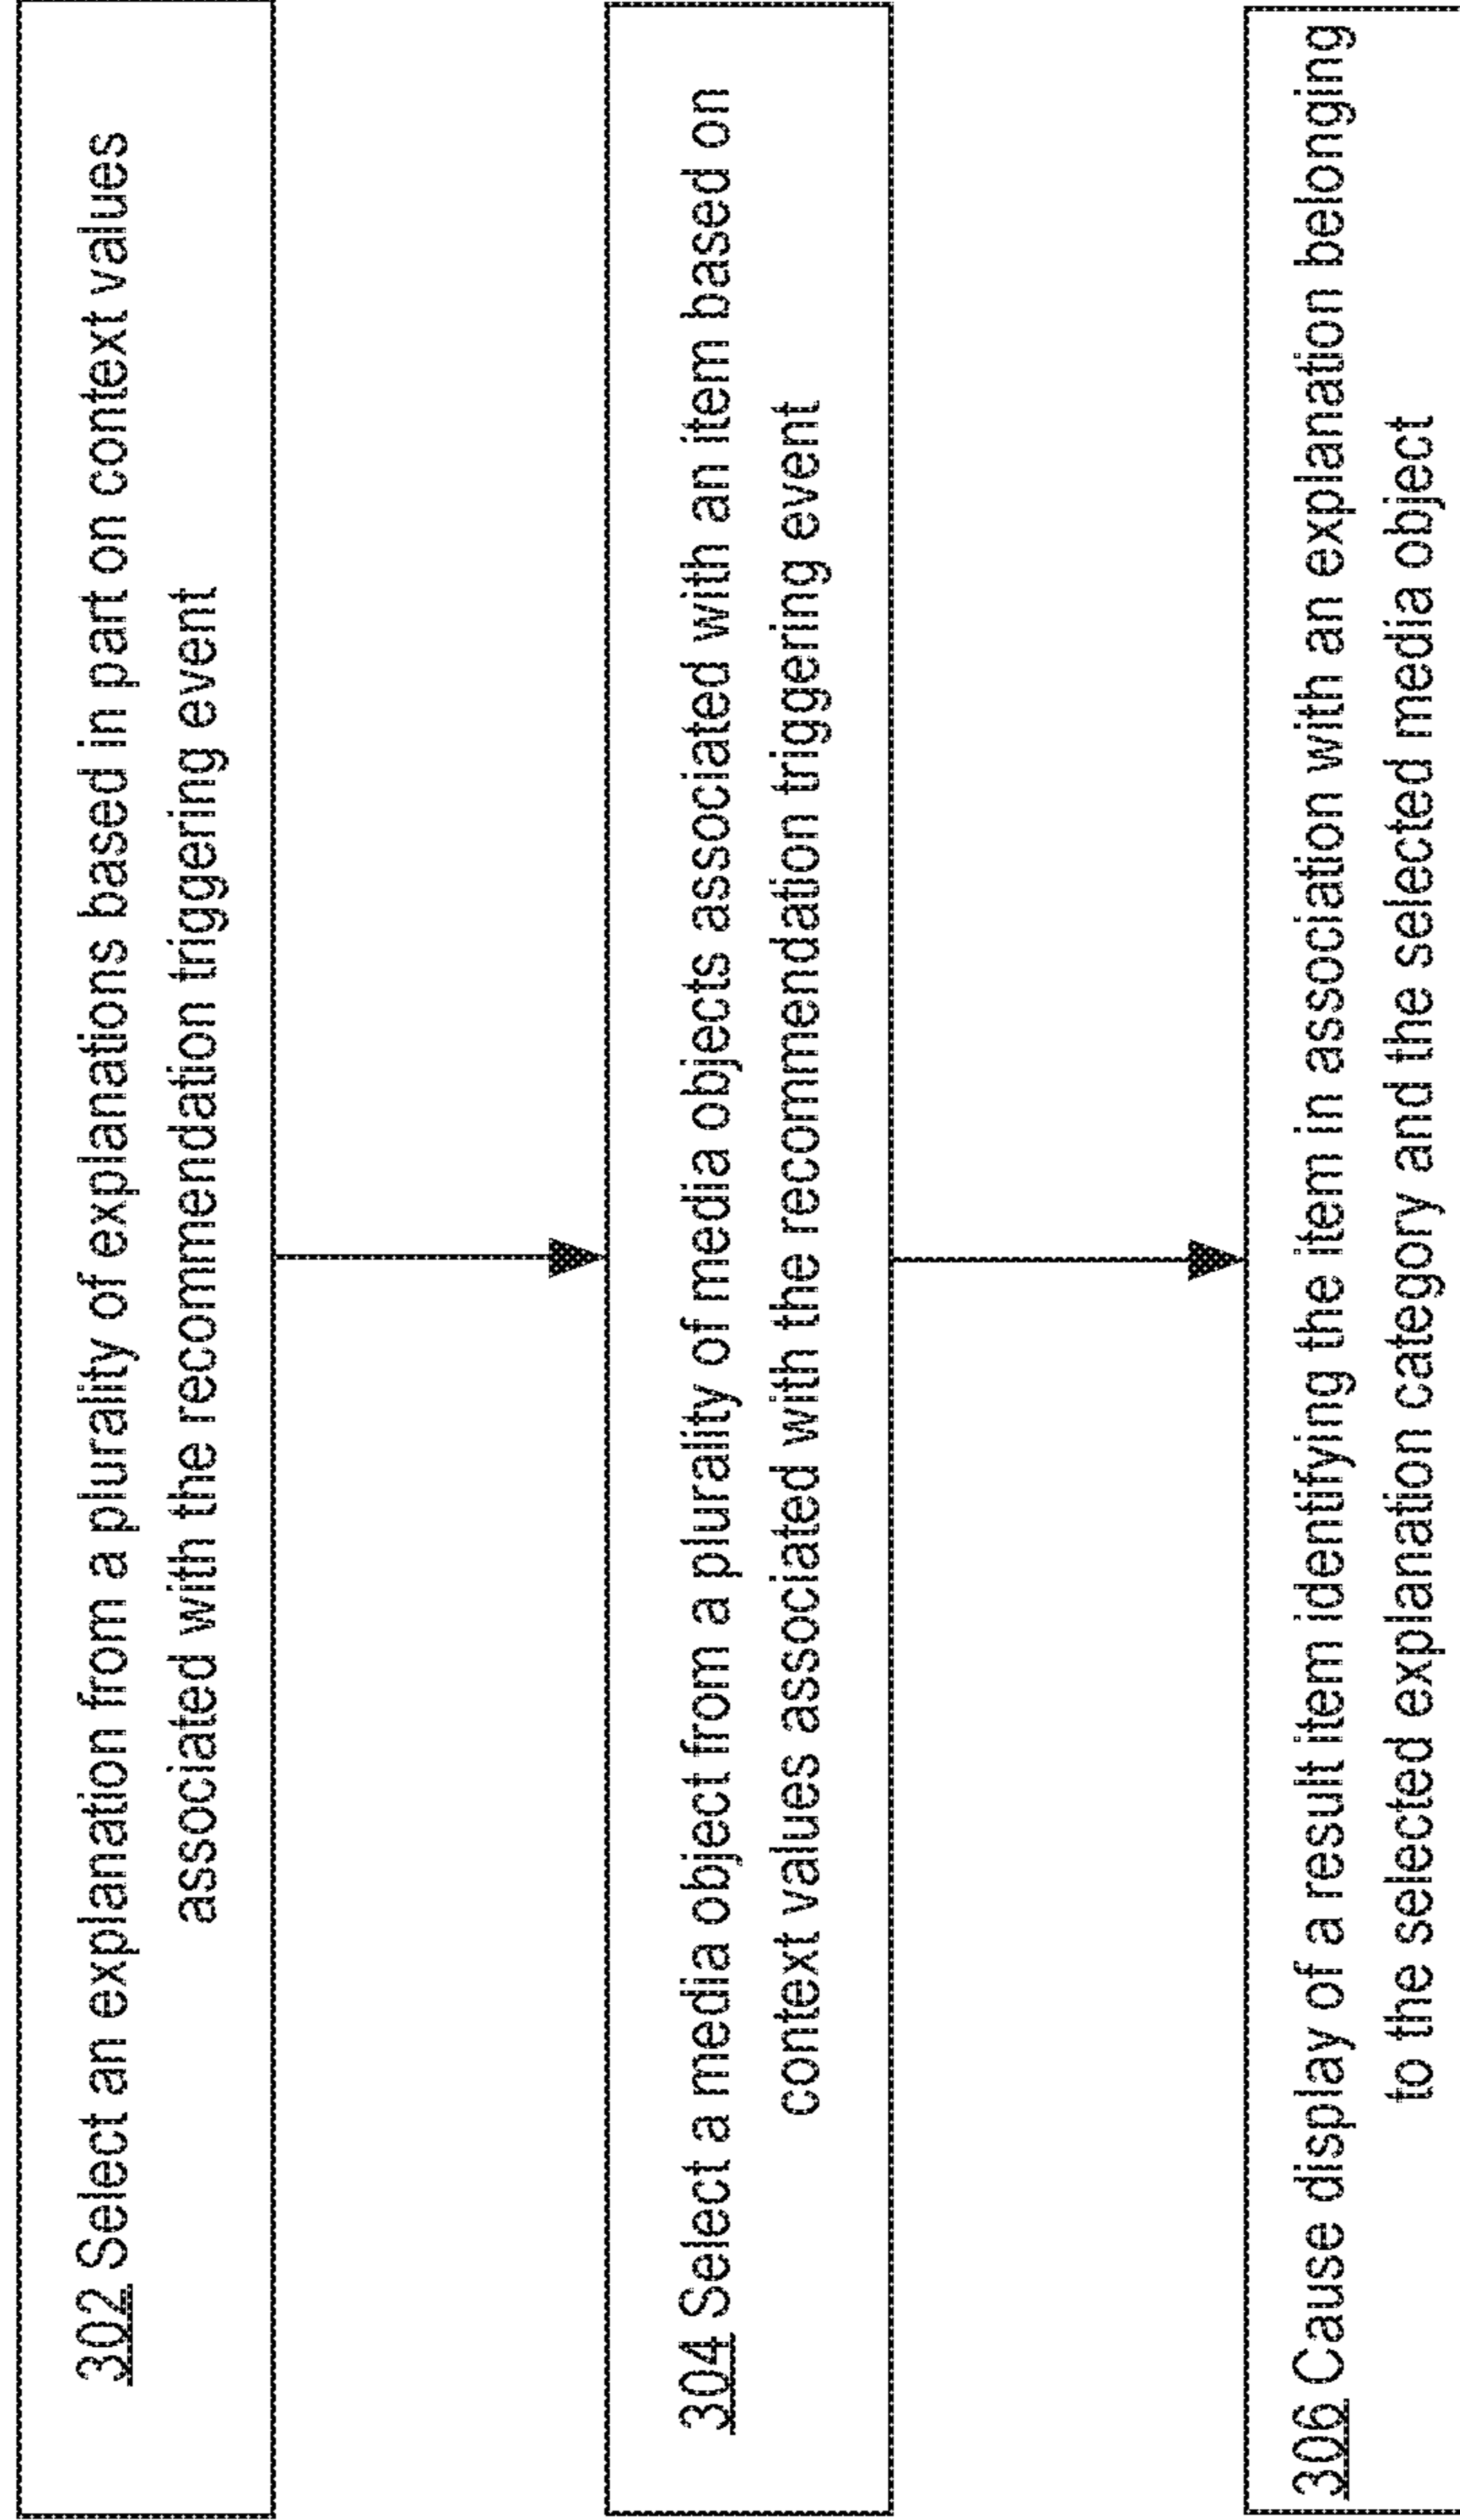 302 Select an explanation from a plurality of explanations based in part on context values
associated with the recommendation triggering event
304 Select a media object from a plurality of media objects associated with an item based on
context values associated with the recommendation triggering event
306 Cause display of a result item identifying the item in association with an explanation belonging
to the selected explanation category and the selected media object